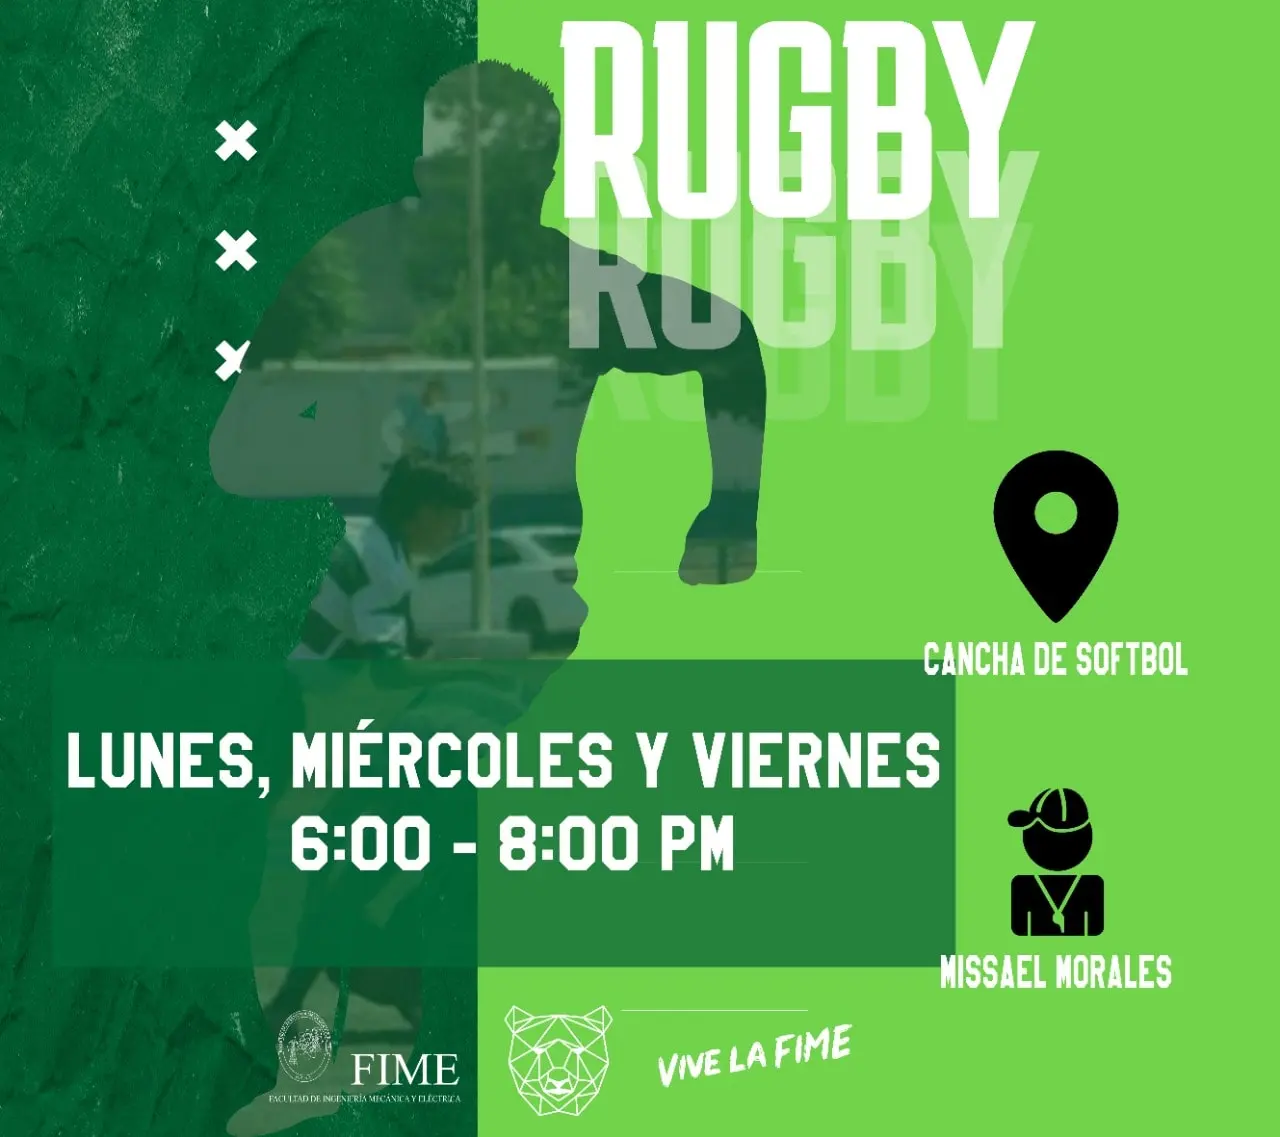 RUGBY
RUGBY
RUGBY
CANCHA DE SOFTBOL
LUNES, MIÉRCOLES Y VIERNES
6:00 - 8:00 PM
MISSAEL MORALES
FIME
FACULTAD DE INGENIERÍA MECÁNICA Y ELÉCTRICA
VIVE LA FIME